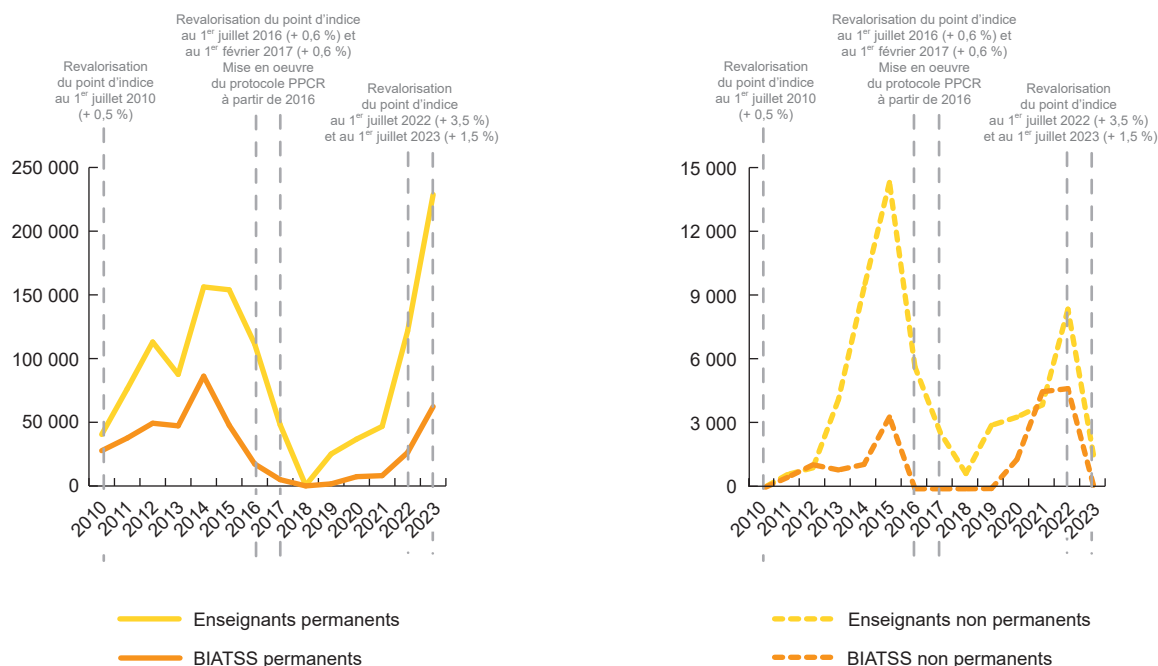 Revalorisation du point d'indice
au 1er juillet 2016 (+ 0,6 %) et
au 1er février 2017 (+ 0,6 %)
Mise en oeuvre
du protocole PPCR
à partir de 2016
Revalorisation
du point d'indice
au 1er juillet 2010
(+ 0,5 %)
Revalorisation
du point d'indice
au 1er juillet 2022 (+ 3,5 %)
et au 1er juillet 2023 (+ 1,5 %)
250 000
200 000
150 000
100 000
50 000
0
2010
2011
2012
2013
2014
2015
2016
2017
2018
2019
2020
2021
2022
2023
Enseignants permanents
BIATSS permanents
Revalorisation du point d'indice
au 1er juillet 2016 (+ 0,6 %) et
au 1er février 2017 (+ 0,6 %)
Mise en oeuvre
du protocole PPCR
à partir de 2016
Revalorisation
du point d'indice
au 1er juillet 2010
(+ 0,5 %)
Revalorisation
du point d'indice
au 1er juillet 2022 (+ 3,5 %)
et au 1er juillet 2023 (+ 1,5 %)
15 000
12 000
9 000
6 000
3 000
0
2010
2011
2012
2013
2014
2015
2016
2017
2018
2019
2020
2021
2022
2023
Enseignants non permanents
BIATSS non permanents